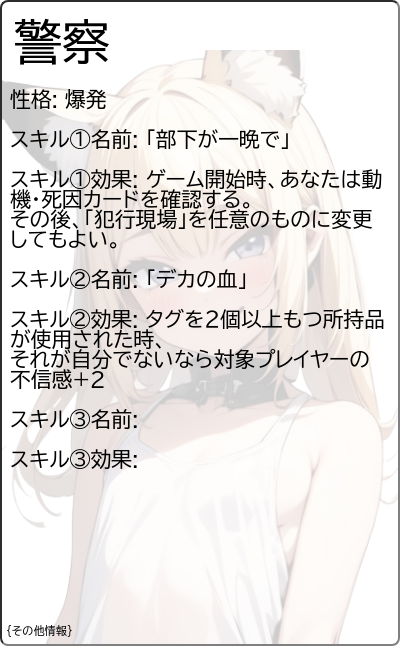 警察
性格: 爆発
スキル①名前: 「部下が一晩で」
スキル①効果: ゲーム開始時、あなたは動
機・死因カードを確認する。
その後、「犯行現場」を任意のものに変更
してもよい。
スキル②名前: 「デカの血」
スキル②効果: タグを2個以上もつ所持品
が使用された時、
それが自分でないなら対象プレイヤーの
不信感+2
スキル③名前:
スキル③効果:
{その他情報}